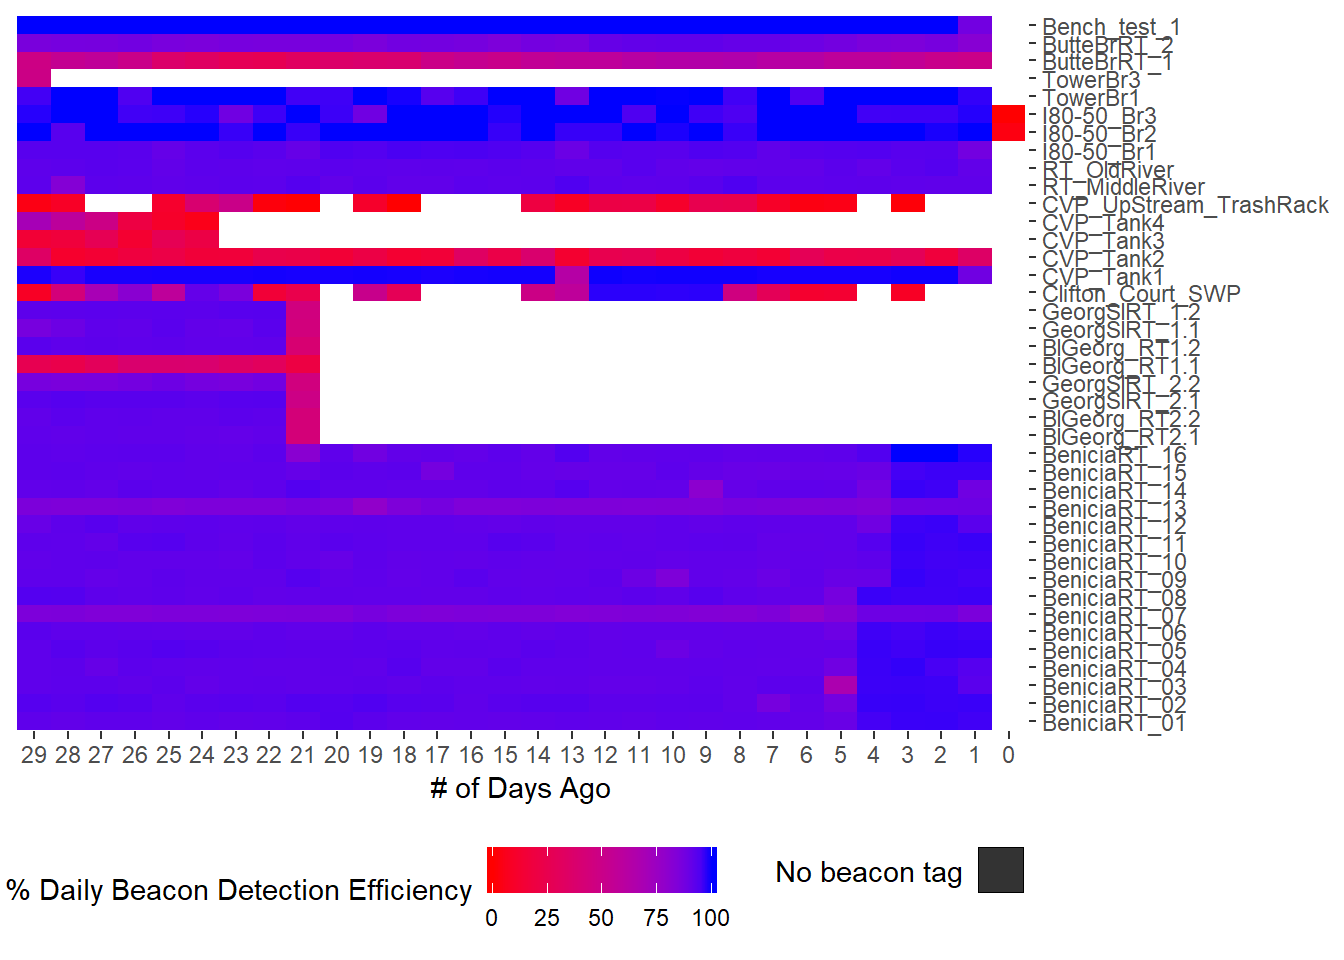 Bench_test_1
ButteBrRT_2
ButteBrRT_1
TowerBr3
TowerBr1
I80-50_Br3
I80-50_Br2
I80-50_Br1
RT_OldRiver
RT_MiddleRiver
CVP_UpStream_TrashRack
CVP_Tank4
CVP_Tank3
CVP_Tank2
CVP_Tank1
Clifton_Court_SWP
GeorgSlRT_1.2
GeorgSlRT_1.1
BlGeorg_RT1.2
BlGeorg_RT1.1
GeorgSlRT_2.2
GeorgSlRT_2.1
BlGeorg_RT2.2
BlGeorg_RT2.1
BeniciaRT_16
BeniciaRT_15
BeniciaRT_14
BeniciaRT_13
BeniciaRT_12
BeniciaRT_11
BeniciaRT_10
BeniciaRT_09
BeniciaRT_08
BeniciaRT_07
BeniciaRT_06
BeniciaRT_05
BeniciaRT_04
BeniciaRT_03
BeniciaRT_02
BeniciaRT_01
29 28 27 26 25 24 23 22 21 20 19 18 17 16 15 14 13 12 11 10 9 8 7 6 5 4 3 2 1 0
# of Days Ago
% Daily Beacon Detection Efficiency
0 25 50 75 100
No beacon tag